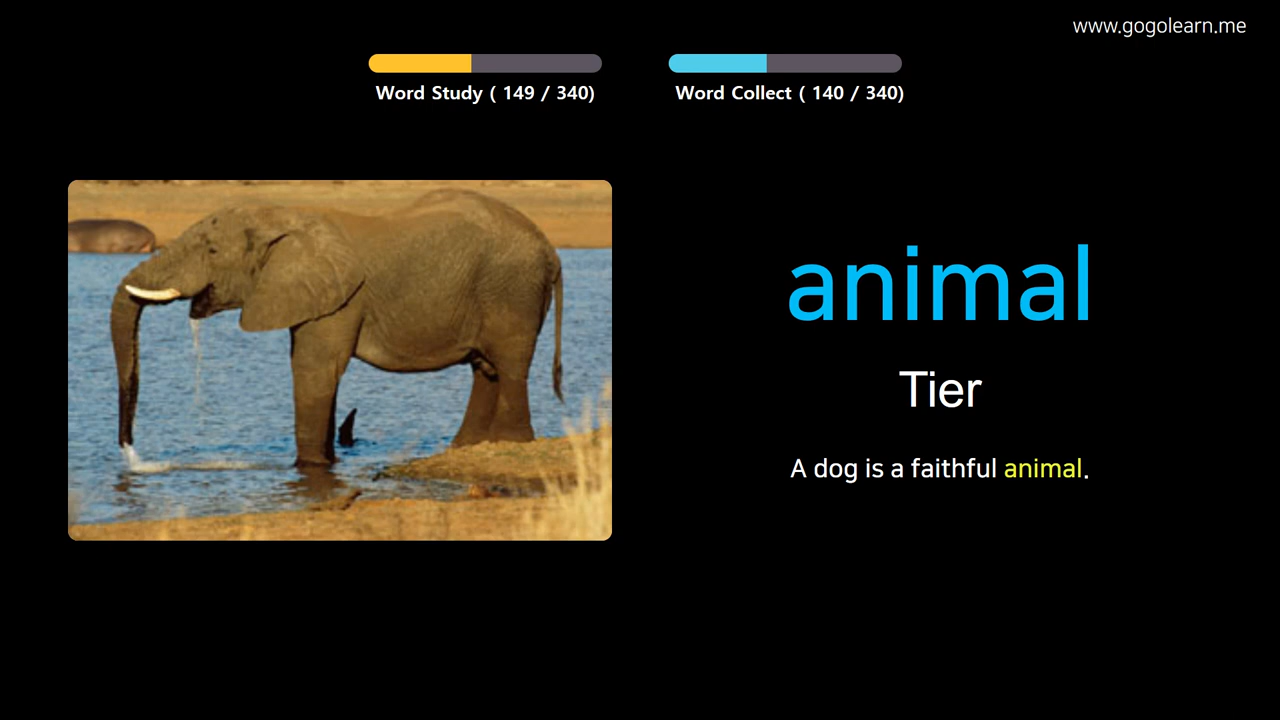 www.gogolearn.me
Word Study ( 149 / 340)
Word Collect ( 140 / 340)
animal
Tier
A dog is a faithful animal.